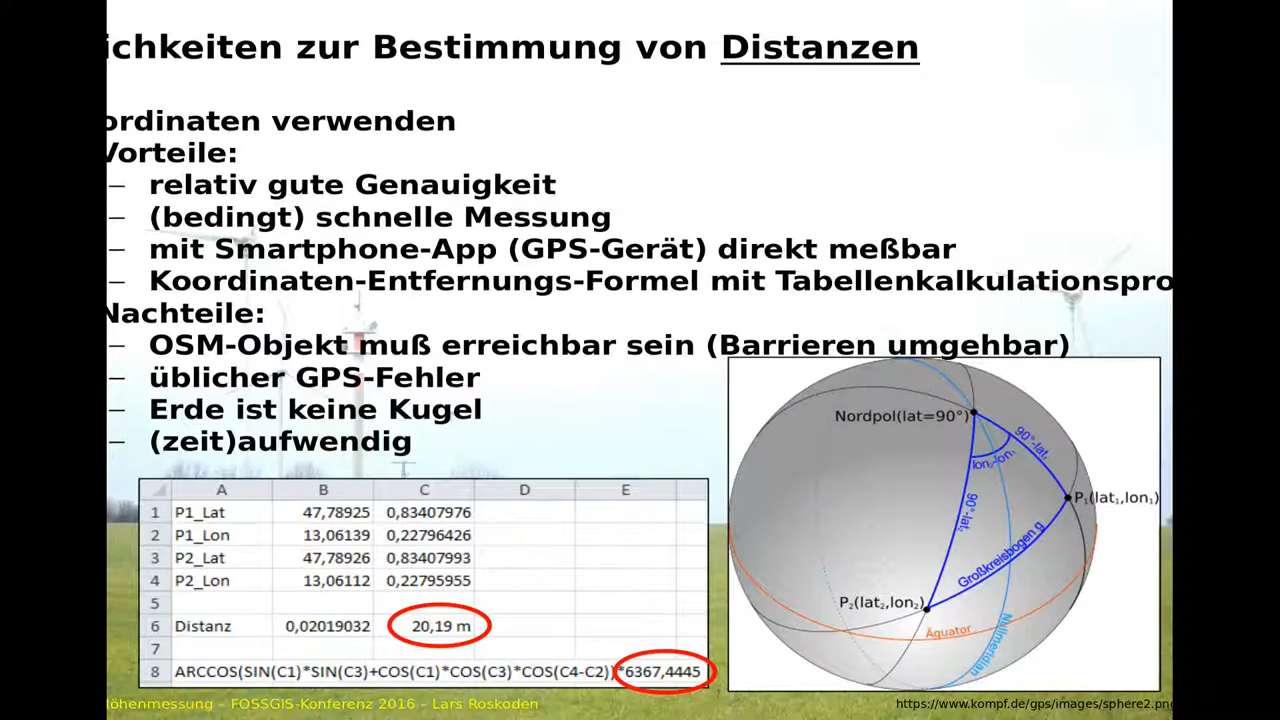 ichkeiten zur Bestimmung von Distanzen
ordinaten verwenden
Vorteile:
– relativ gute Genauigkeit
– (bedingt) schnelle Messung
– mit Smartphone-App (GPS-Gerät) direkt meßbar
– Koordinaten-Entfernungs-Formel mit Tabellenkalkulationspro
Nachteile:
– OSM-Objekt muß erreichbar sein (Barrieren umgehbar)
– üblicher GPS-Fehler
– Erde ist keine Kugel
– (zeit)aufwendig
A B C D E
1 P1_Lat 47,78925 0,83407976
2 P1_Lon 13,06139 0,22796426
3 P2_Lat 47,78926 0,83407993
4 P2_Lon 13,06112 0,22795955
5
6 Distanz 0,02019032 20,19 m
7
8 ARCCOS(SIN(C1)*SIN(C3)+COS(C1)*COS(C3)*COS(C4-C2))*6367,4445
Nordpol(lat=90°)
90°-lat₁
lon₂-lon₁
90°-lat₂
P₁(lat₁,lon₁)
Großkreisbogen g
P₂(lat₂,lon₂)
Äquator
Nullmeridian
öhenmessung – FOSSGIS-Konferenz 2016 – Lars Roskoden
https://www.kompf.de/gps/images/sphere2.png